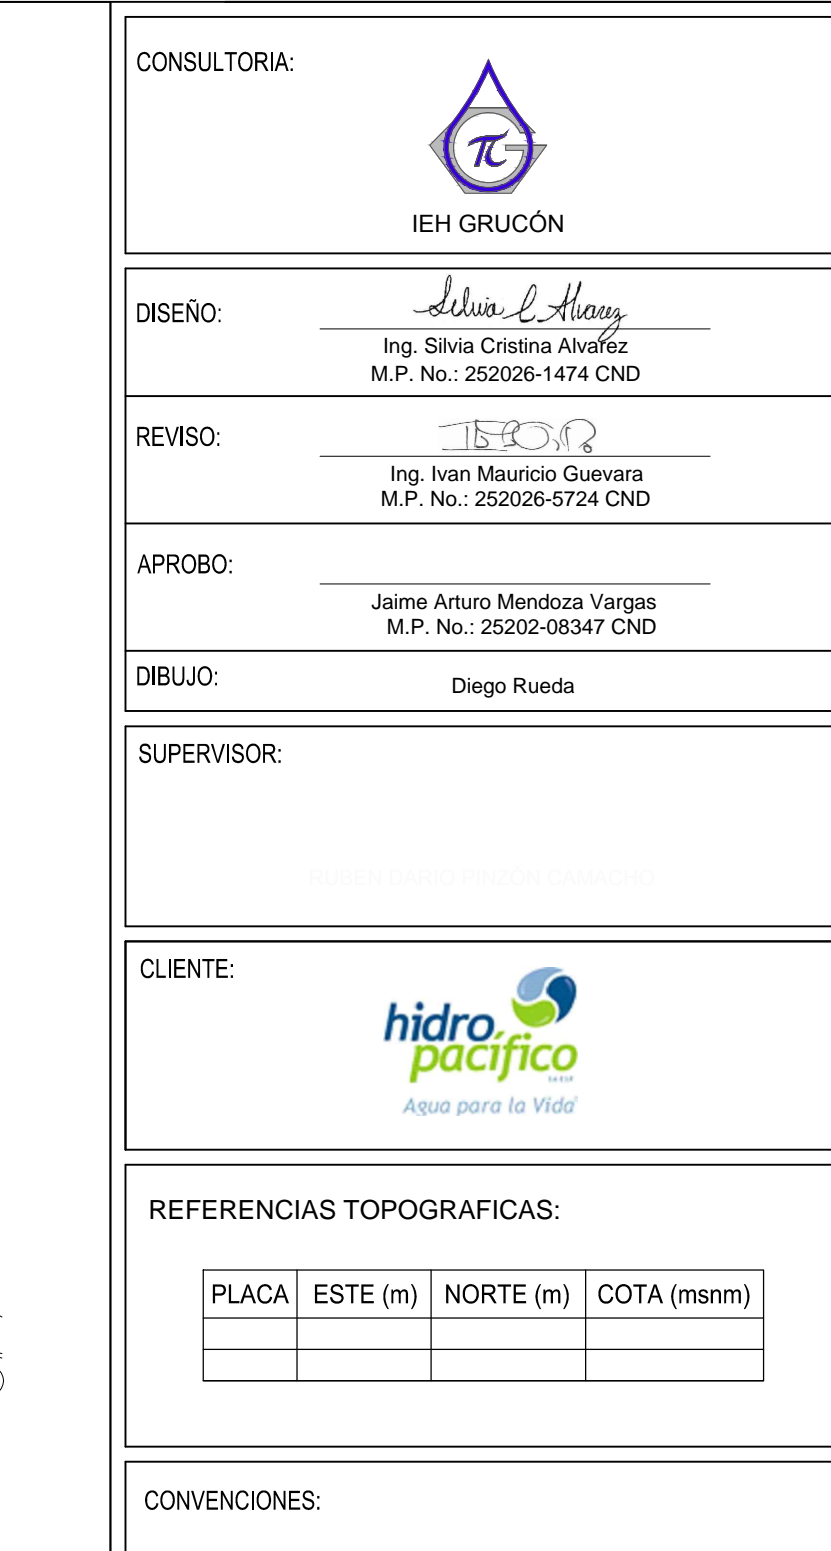 CONSULTORIA:
IEH GRUCÓN
DISEÑO:
Silvia C Alvarez
Ing. Silvia Cristina Alvarez
M.P. No.: 252026-1474 CND
REVISO:
Ing. Ivan Mauricio Guevara
M.P. No.: 252026-5724 CND
APROBO:
Jaime Arturo Mendoza Vargas
M.P. No.: 25202-08347 CND
DIBUJO:
Diego Rueda
SUPERVISOR:
RUBEN DARIO PINZÓN CAMACHO
CLIENTE:
hidro
pacífico
S.A E.S.P
Agua para la Vida
REFERENCIAS TOPOGRAFICAS:
PLACA ESTE (m) NORTE (m) COTA (msnm)
CONVENCIONES: